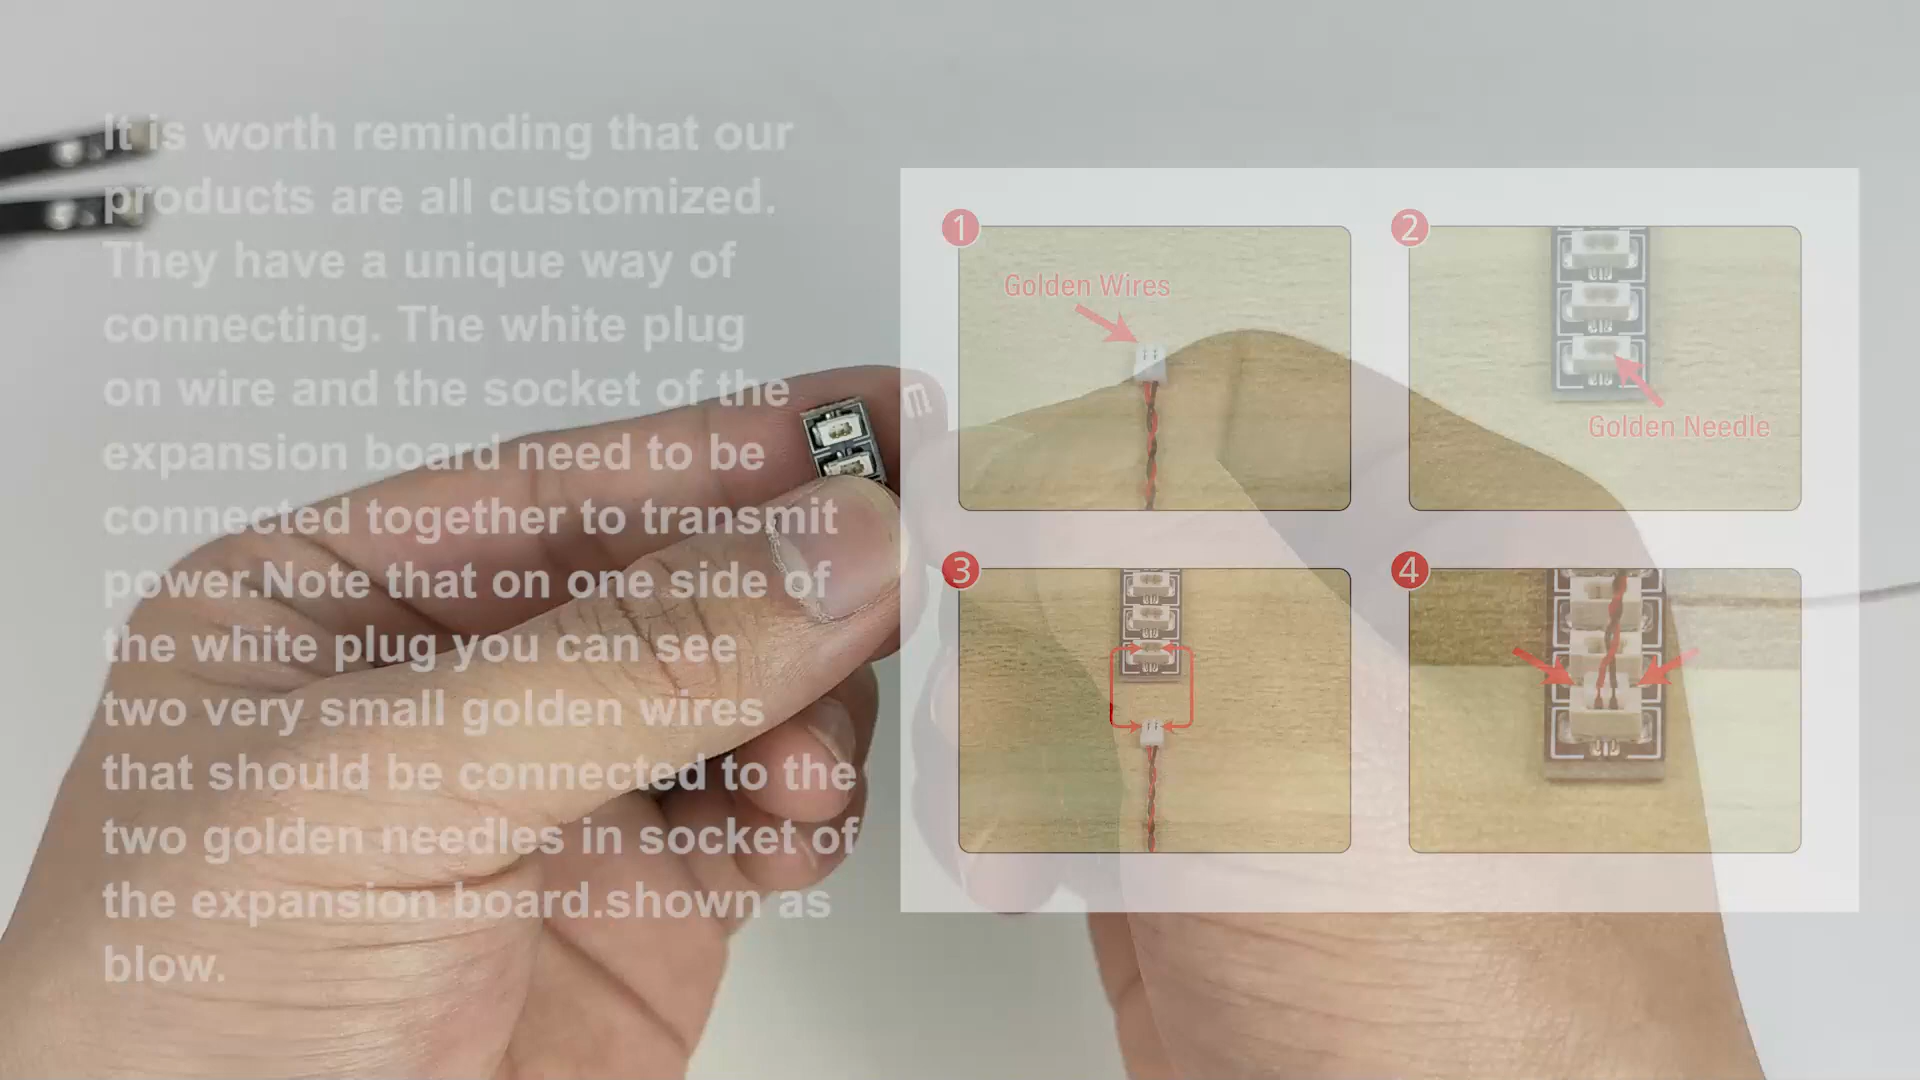 It is worth reminding that our
products are all customized.
They have a unique way of
connecting. The white plug
on wire and the socket of the
expansion board need to be
connected together to transmit
power.Note that on one side of
the white plug you can see
two very small golden wires
that should be connected to the
two golden needles in socket of
the expansion board.shown as
blow.
1
Golden Wires
2
Golden Needle
3
4